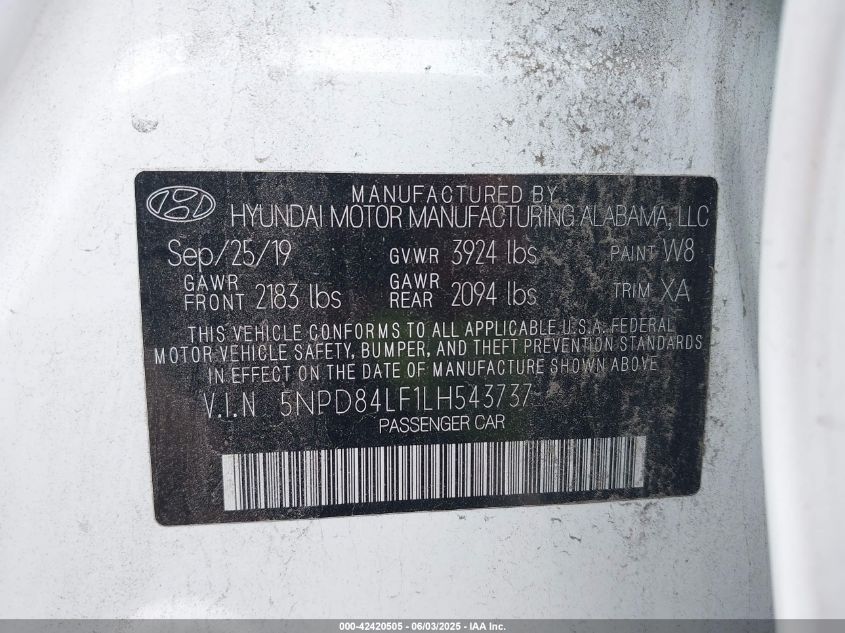 MANUFACTURED BY
HYUNDAI MOTOR MANUFACTURING ALABAMA, LLC
Sep/25/19 GVWR 3924 lbs PAINT W8
GAWR FRONT 2183 lbs GAWR REAR 2094 lbs TRIM XA
THIS VEHICLE CONFORMS TO ALL APPLICABLE U.S.A. FEDERAL
MOTOR VEHICLE SAFETY, BUMPER, AND THEFT PREVENTION STANDARDS
IN EFFECT ON THE DATE OF MANUFACTURE SHOWN ABOVE
V.I.N 5NPD84LF1LH543737
PASSENGER CAR
000-42420505 - 06/03/2025 - IAA Inc.